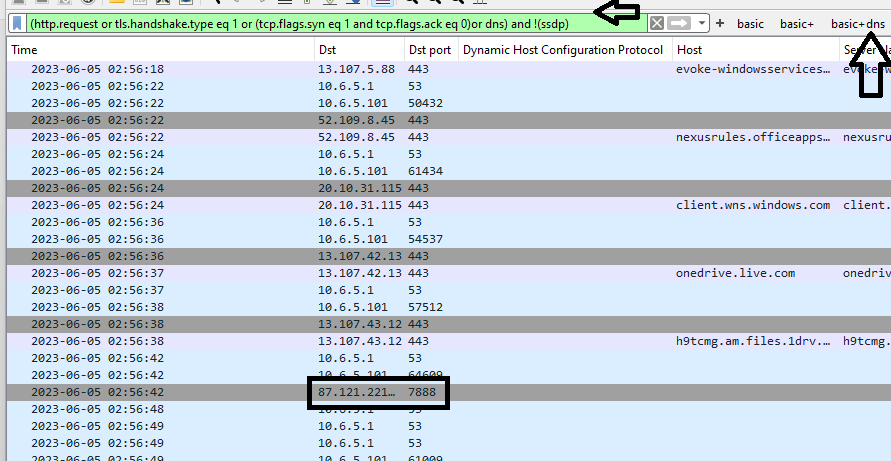 (http.request or tls.handshake.type eq 1 or (tcp.flags.syn eq 1 and tcp.flags.ack eq 0)or dns) and !(ssdp) + basic basic+ basic+dns
Time Dst Dst port Dynamic Host Configuration Protocol Host
2023-06-05 02:56:18 13.107.5.88 443 evoke-windowsservices…
2023-06-05 02:56:22 10.6.5.1 53
2023-06-05 02:56:22 10.6.5.101 50432
2023-06-05 02:56:22 52.109.8.45 443
2023-06-05 02:56:22 52.109.8.45 443 nexusrules.officeapps… nexusru
2023-06-05 02:56:24 10.6.5.1 53
2023-06-05 02:56:24 10.6.5.101 61434
2023-06-05 02:56:24 20.10.31.115 443
2023-06-05 02:56:24 20.10.31.115 443 client.wns.windows.com client.
2023-06-05 02:56:36 10.6.5.1 53
2023-06-05 02:56:36 10.6.5.101 54537
2023-06-05 02:56:36 13.107.42.13 443
2023-06-05 02:56:37 13.107.42.13 443 onedrive.live.com onedriv
2023-06-05 02:56:37 10.6.5.1 53
2023-06-05 02:56:38 10.6.5.101 57512
2023-06-05 02:56:38 13.107.43.12 443
2023-06-05 02:56:38 13.107.43.12 443 h9tcmg.am.files.1drv.… h9tcmg.
2023-06-05 02:56:42 10.6.5.1 53
2023-06-05 02:56:42 10.6.5.101 64609
2023-06-05 02:56:42 87.121.221… 7888
2023-06-05 02:56:48 10.6.5.1 53
2023-06-05 02:56:49 10.6.5.1 53
2023-06-05 02:56:49 10.6.5.1 53
2023-06-05 02:56:49 10.6.5.101 61009